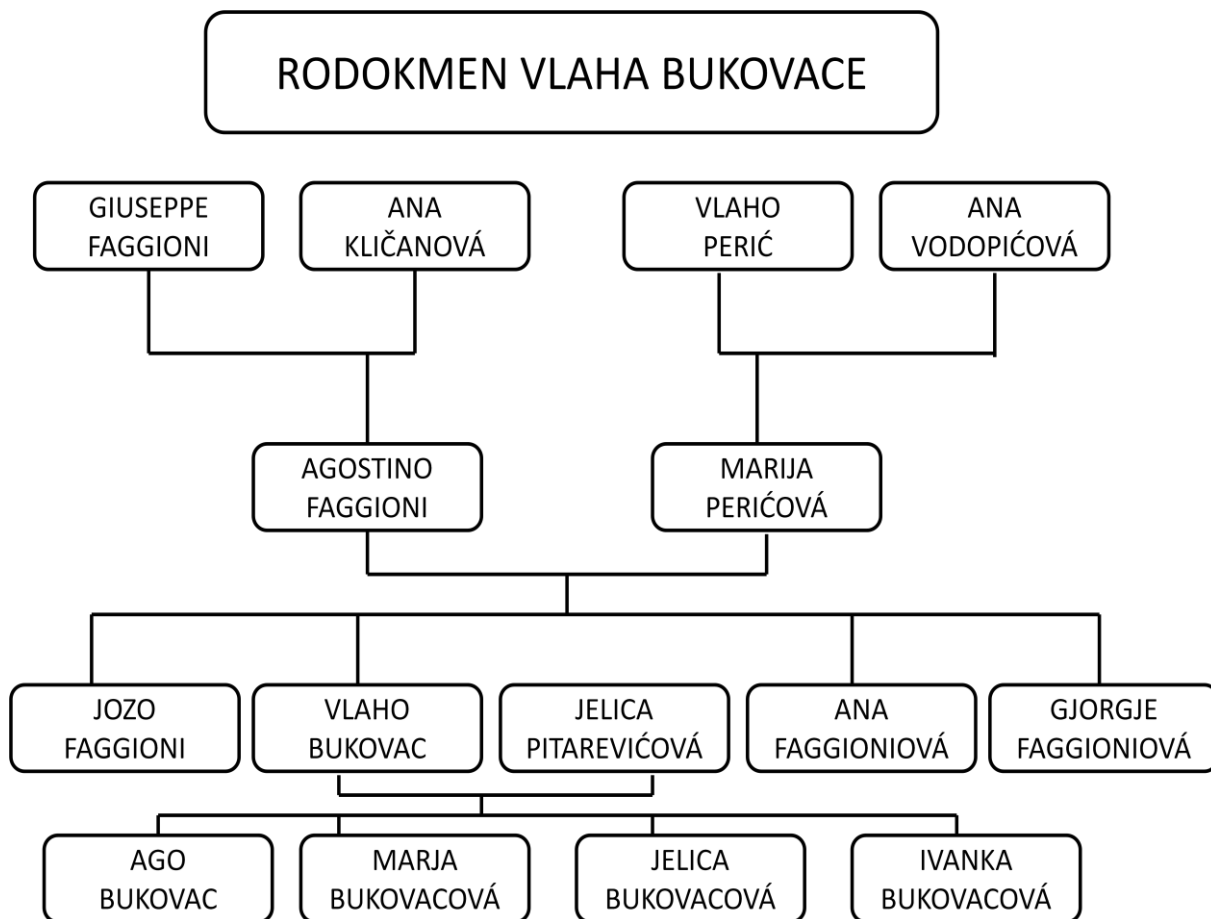 RODOKMEN VLAHA BUKOVACE
GIUSEPPE
FAGGIONI
ANA
KLIČANOVÁ
VLAHO
PERIĆ
ANA
VODOPIĆOVÁ
AGOSTINO
FAGGIONI
MARIJA
PERIĆOVÁ
JOZO
FAGGIONI
VLAHO
BUKOVAC
JELICA
PITAREVIĆOVÁ
ANA
FAGGIONIOVÁ
GJORGJE
FAGGIONIOVÁ
AGO
BUKOVAC
MARJA
BUKOVACOVÁ
JELICA
BUKOVACOVÁ
IVANKA
BUKOVACOVÁ